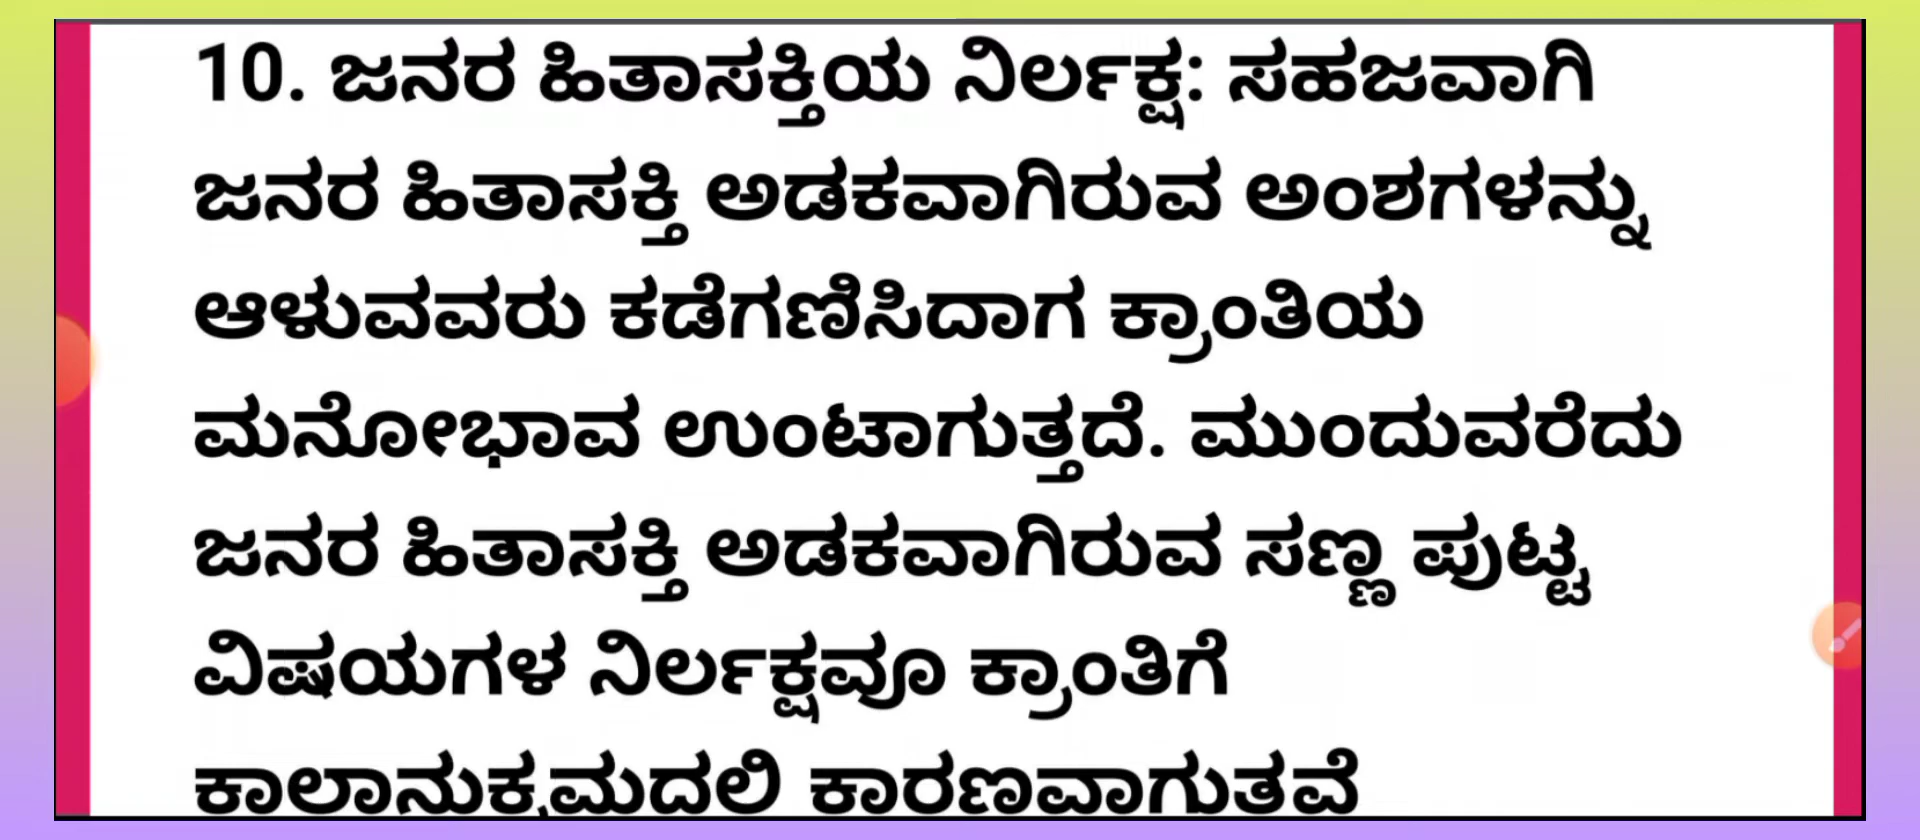 10. ಜನರ ಹಿತಾಸಕ್ತಿಯ ನಿರ್ಲಕ್ಷ: ಸಹಜವಾಗಿ
ಜನರ ಹಿತಾಸಕ್ತಿ ಅಡಕವಾಗಿರುವ ಅಂಶಗಳನ್ನು
ಆಳುವವರು ಕಡೆಗಣಿಸಿದಾಗ ಕ್ರಾಂತಿಯ
ಮನೋಭಾವ ಉಂಟಾಗುತ್ತದೆ. ಮುಂದುವರೆದು
ಜನರ ಹಿತಾಸಕ್ತಿ ಅಡಕವಾಗಿರುವ ಸಣ್ಣ ಪುಟ್ಟ
ವಿಷಯಗಳ ನಿರ್ಲಕ್ಷವೂ ಕ್ರಾಂತಿಗೆ
ಕಾಲಾನುಕ್ರಮದಲ್ಲಿ ಕಾರಣವಾಗುತ್ತವೆ